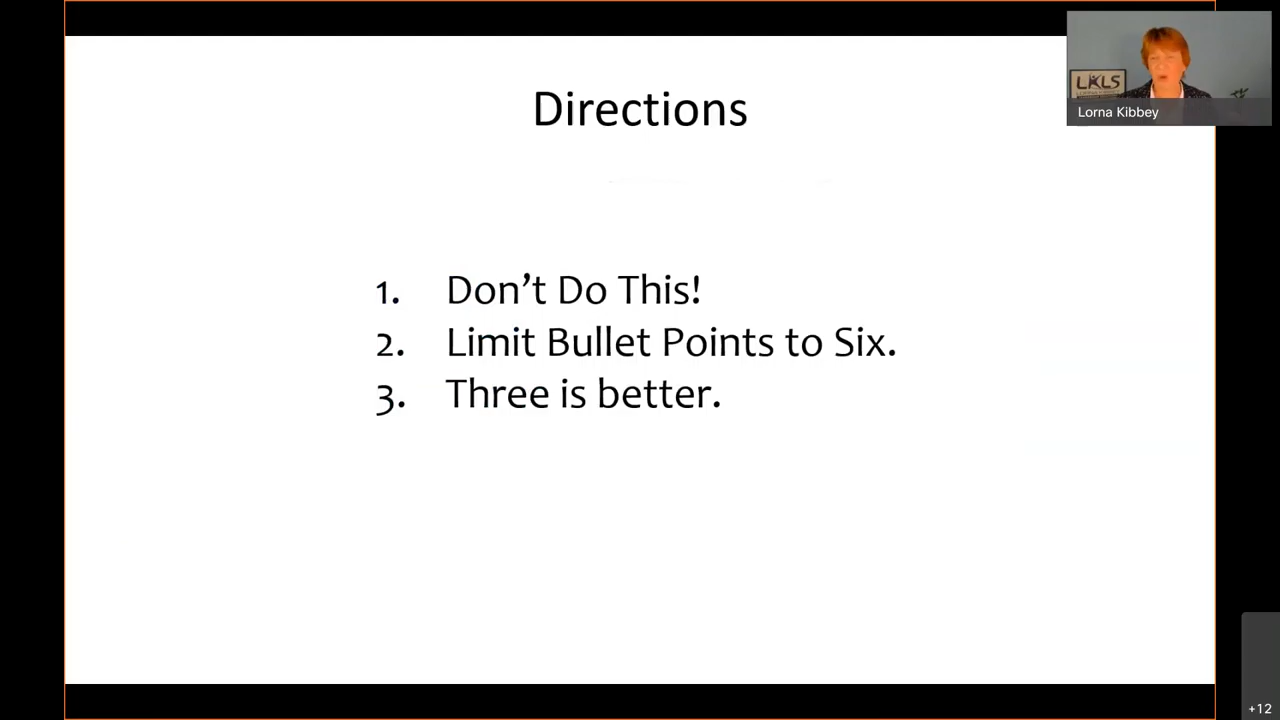 Directions
1. Don’t Do This!
2. Limit Bullet Points to Six.
3. Three is better.
LKLS
Lorna Kibbey
+12